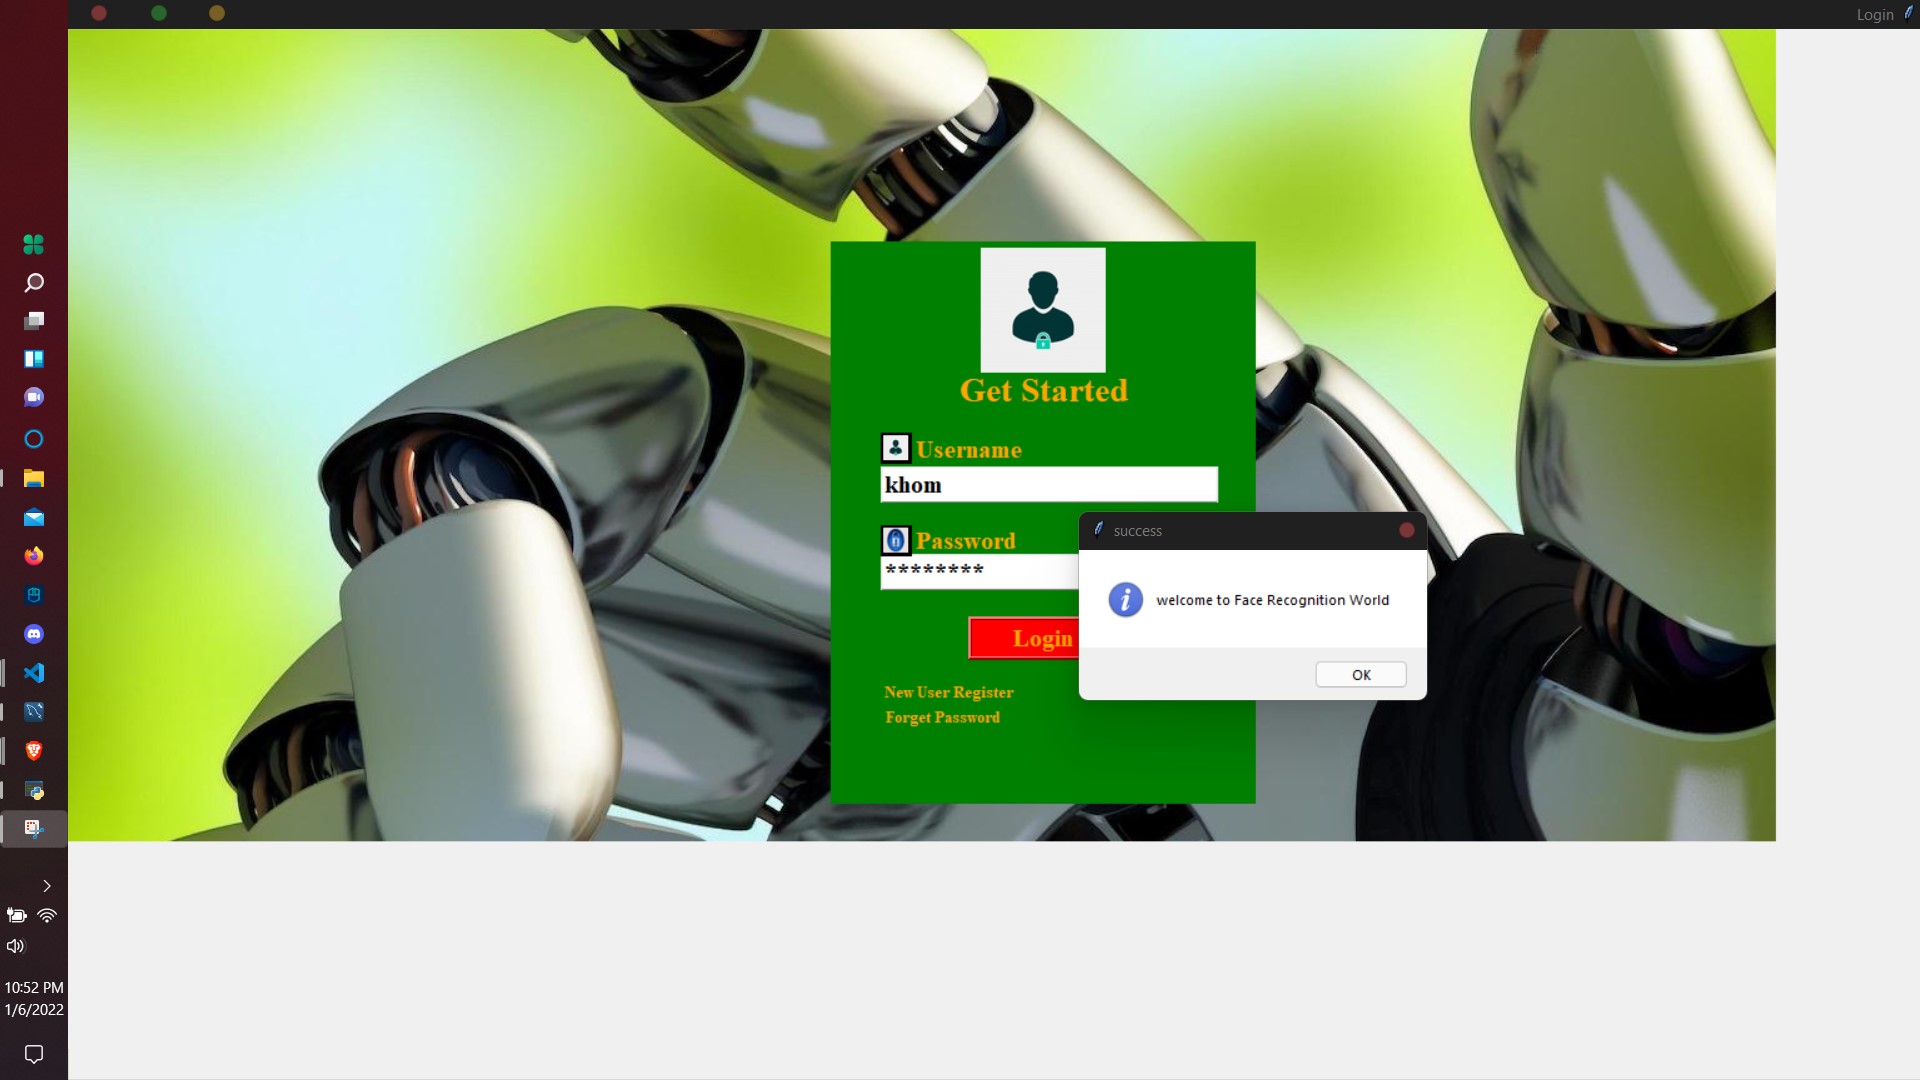 Login
Get Started
Username
khom
Password
********
Login
New User Register
Forget Password
success
welcome to Face Recognition World
OK
10:52 PM
1/6/2022